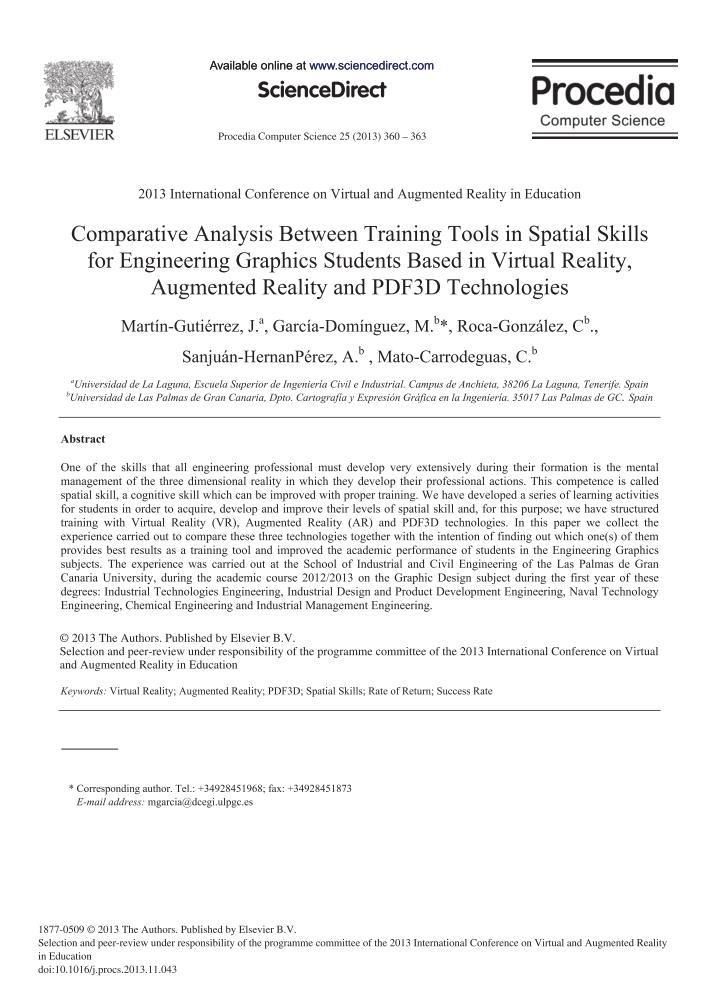 Available online at www.sciencedirect.com
ScienceDirect
ELSEVIER
Procedia
Computer Science
Procedia Computer Science 25 (2013) 360 – 363
2013 International Conference on Virtual and Augmented Reality in Education
Comparative Analysis Between Training Tools in Spatial Skills
for Engineering Graphics Students Based in Virtual Reality,
Augmented Reality and PDF3D Technologies
Martín-Gutiérrez, J.a, García-Domínguez, M.b*, Roca-González, Cb.,
Sanjuán-HernanPérez, A.b , Mato-Carrodeguas, C.b
aUniversidad de La Laguna, Escuela Superior de Ingeniería Civil e Industrial. Campus de Anchieta, 38206 La Laguna, Tenerife. Spain
bUniversidad de Las Palmas de Gran Canaria, Dpto. Cartografía y Expresión Gráfica en la Ingeniería. 35017 Las Palmas de GC. Spain
Abstract
One of the skills that all engineering professional must develop very extensively during their formation is the mental
management of the three dimensional reality in which they develop their professional actions. This competence is called
spatial skill, a cognitive skill which can be improved with proper training. We have developed a series of learning activities
for students in order to acquire, develop and improve their levels of spatial skill and, for this purpose; we have structured
training with Virtual Reality (VR), Augmented Reality (AR) and PDF3D technologies. In this paper we collect the
experience carried out to compare these three technologies together with the intention of finding out which one(s) of them
provides best results as a training tool and improved the academic performance of students in the Engineering Graphics
subjects. The experience was carried out at the School of Industrial and Civil Engineering of the Las Palmas de Gran
Canaria University, during the academic course 2012/2013 on the Graphic Design subject during the first year of these
degrees: Industrial Technologies Engineering, Industrial Design and Product Development Engineering, Naval Technology
Engineering, Chemical Engineering and Industrial Management Engineering.
© 2013 The Authors. Published by Elsevier B.V.
Selection and peer-review under responsibility of the programme committee of the 2013 International Conference on Virtual
and Augmented Reality in Education
Keywords: Virtual Reality; Augmented Reality; PDF3D; Spatial Skills; Rate of Return; Success Rate
* Corresponding author. Tel.: +34928451968; fax: +34928451873
E-mail address: mgarcia@dcegi.ulpgc.es
1877-0509 © 2013 The Authors. Published by Elsevier B.V.
Selection and peer-review under responsibility of the programme committee of the 2013 International Conference on Virtual and Augmented Reality
in Education
doi:10.1016/j.procs.2013.11.043